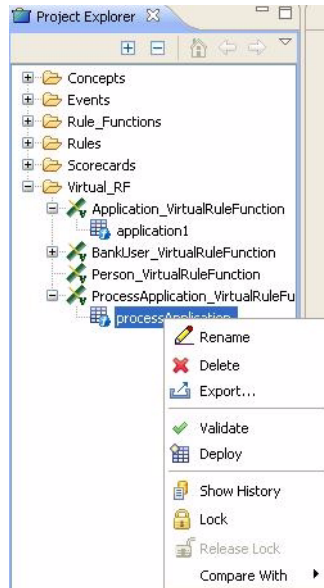 Project Explorer
Concepts
Events
Rule_Functions
Rules
Scorecards
Virtual_RF
Application_VirtualRuleFunction
application1
BankUser_VirtualRuleFunction
Person_VirtualRuleFunction
ProcessApplication_VirtualRuleFu
processApplication
Rename
Delete
Export...
Validate
Deploy
Show History
Lock
Release Lock
Compare With